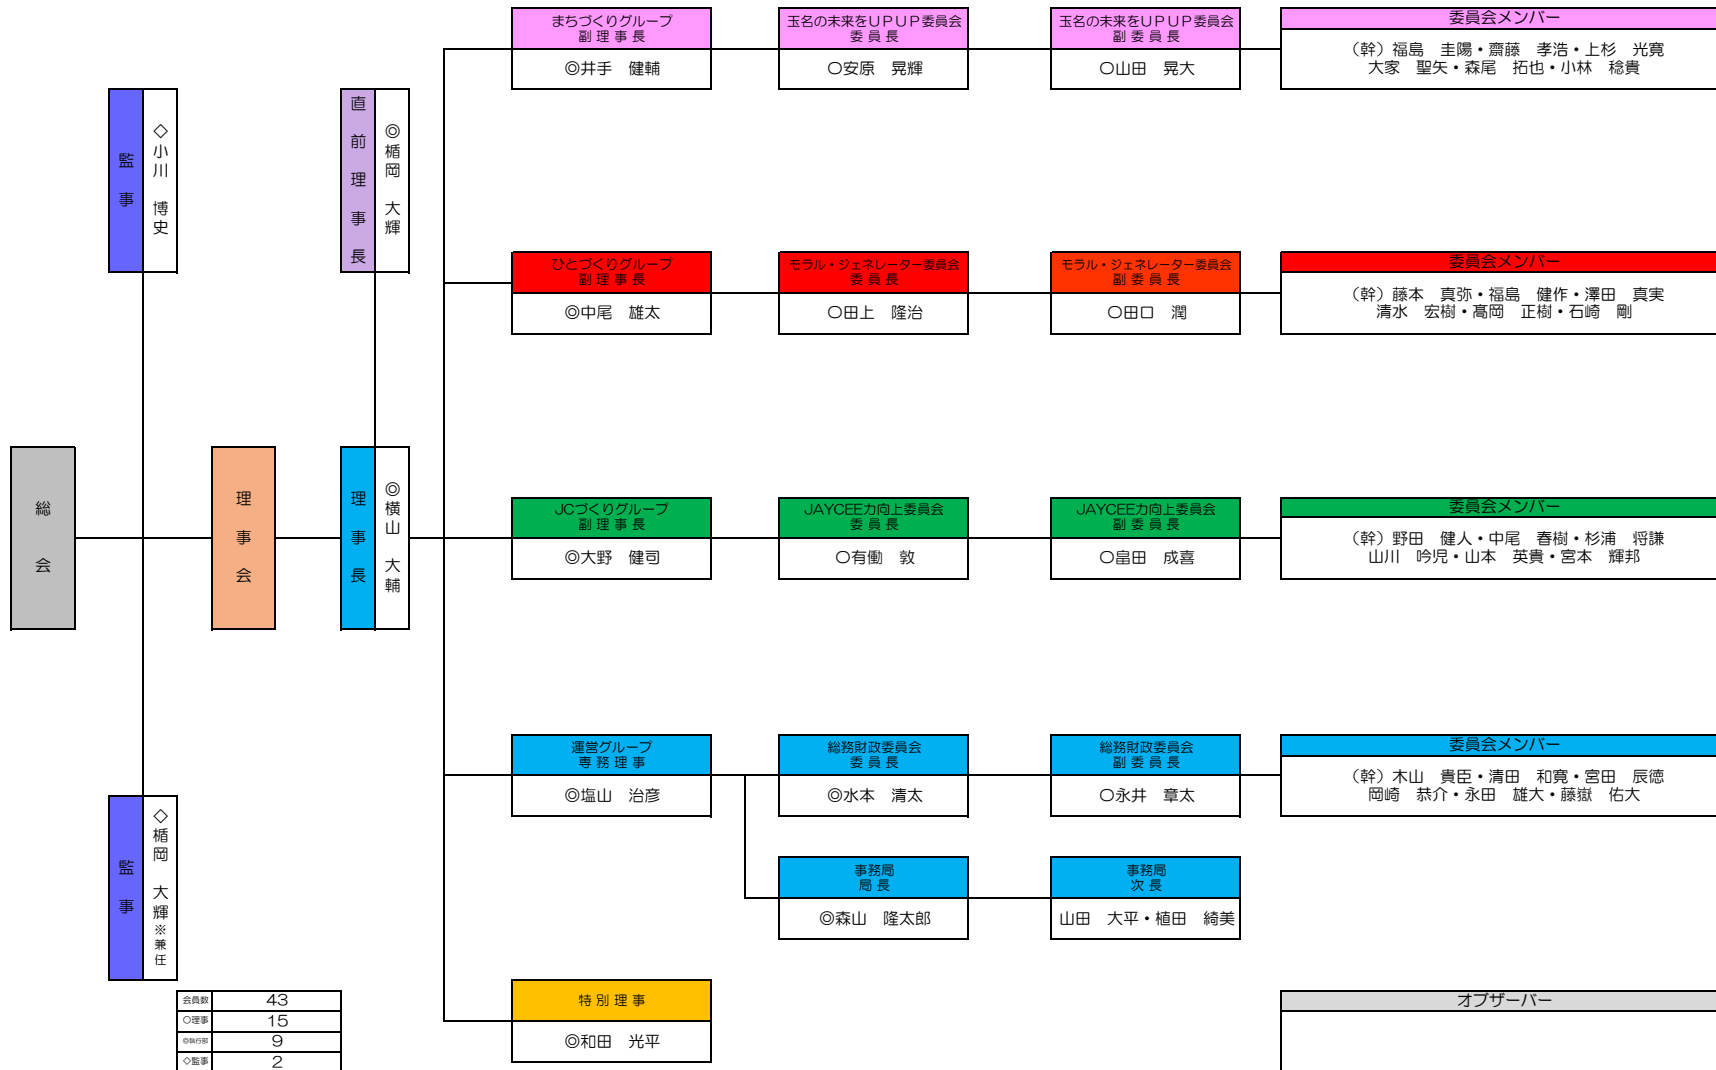 まちづくりグループ
副 理 事 長
◎井手　健輔
玉名の未来をUPUP委員会
委 員 長
〇安原　晃輝
玉名の未来をUPUP委員会
副 委 員 長
〇山田　晃大
委員会メンバー
（幹）福島　圭陽・齋藤　孝浩・上杉　光寛
大家　聖矢・森尾　拓也・小林　稔貴
監　事
◇小川　博史
直　前　理　事　長
◎楯岡　大輝
ひとづくりグループ
副 理 事 長
◎中尾　雄太
モラル・ジェネレーター委員会
委 員 長
〇田上　隆治
モラル・ジェネレーター委員会
副 委 員 長
〇田口　潤
委員会メンバー
（幹）藤本　真弥・福島　健作・澤田　真実
清水　宏樹・髙岡　正樹・石崎　剛
総　会
理　事　会
理　事　長
◎横山　大輔
JCづくりグループ
副 理 事 長
◎大野　健司
JAYCEE力向上委員会
委 員 長
〇有働　敦
JAYCEE力向上委員会
副 委 員 長
〇畠田　成喜
委員会メンバー
（幹）野田　健人・中尾　春樹・杉浦　将謙
山川　吟児・山本　英貴・宮本　輝邦
運営グループ
専 務 理 事
◎塩山　治彦
総務財政委員会
委 員 長
◎水本　清太
総務財政委員会
副 委 員 長
〇永井　章太
委員会メンバー
（幹）木山　貴臣・清田　和寛・宮田　辰徳
岡崎　恭介・永田　雄大・藤嶽　佑大
監　事
◇楯岡　大輝※兼任
事務局
局 長
◎森山　隆太郎
事務局
次 長
山田　大平・植田　綺美
特 別 理 事
◎和田　光平
会員数 43
〇理事 15
◎執行部 9
◇監事 2
オブザーバー